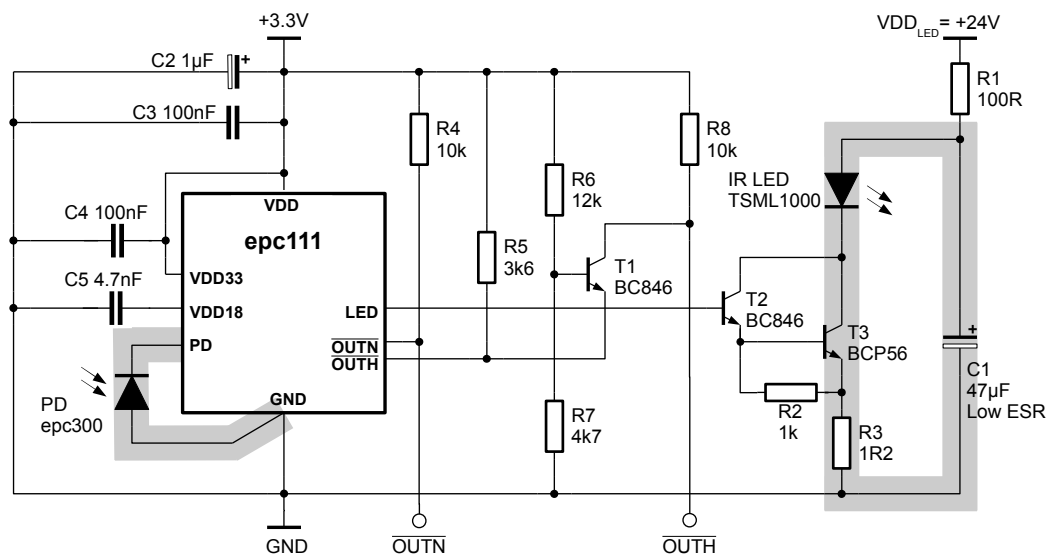 +3.3V
VDD LED = +24V
C2 1µF
+
R1
100R
C3 100nF
R4
10k
R8
10k
R6
12k
IR LED
TSML1000
VDD
C4 100nF
epc111
R5
3k6
T1
BC846
VDD33
C5 4.7nF
VDD18
LED
T2
BC846
PD
OUTN
OUTH
T3
BCP56
+
C1
47µF
Low ESR
GND
PD
epc300
R2
1k
R7
4k7
R3
1R2
GND
OUTN
OUTH